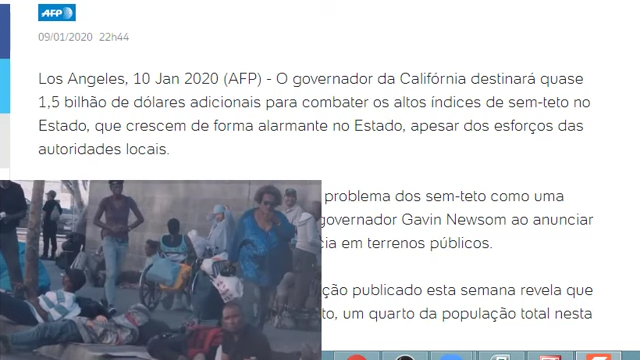 AFP
09/01/2020 22h44
Los Angeles, 10 Jan 2020 (AFP) - O governador da Califórnia destinará quase
1,5 bilhão de dólares adicionais para combater os altos índices de sem-teto no
Estado, que crescem de forma alarmante no Estado, apesar dos esforços das
autoridades locais.
problema dos sem-teto como uma
governador Gavin Newsom ao anunciar
cia em terrenos públicos.
ção publicado esta semana revela que
to, um quarto da população total nesta